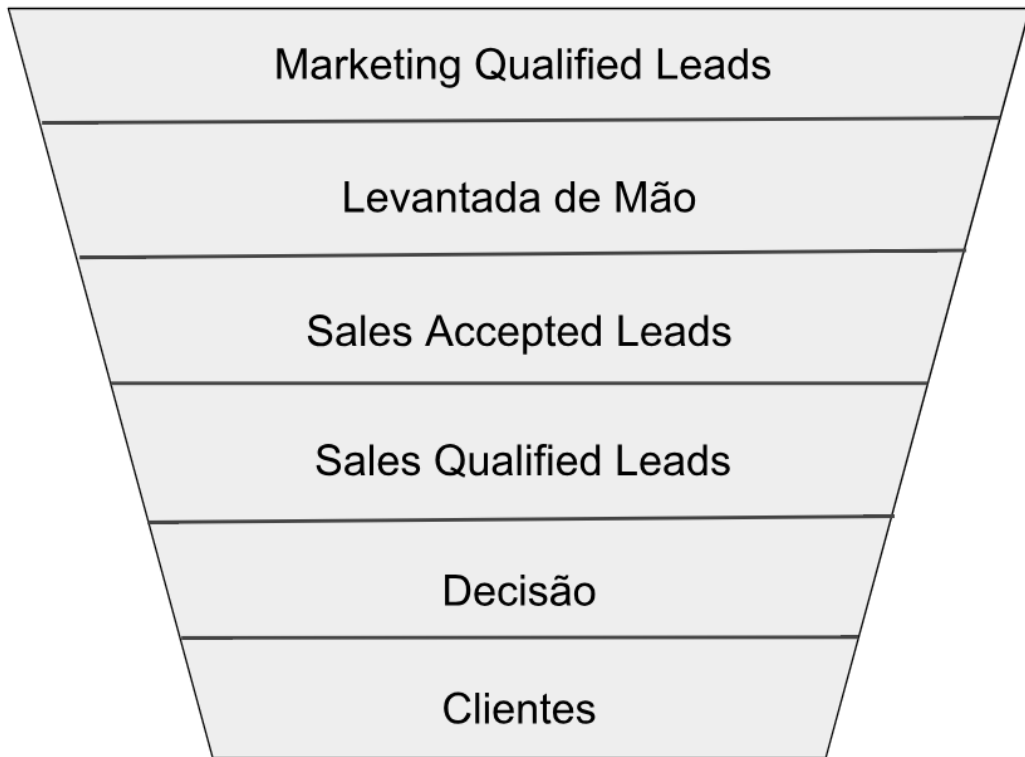 Marketing Qualified Leads
Levantada de Mão
Sales Accepted Leads
Sales Qualified Leads
Decisão
Clientes